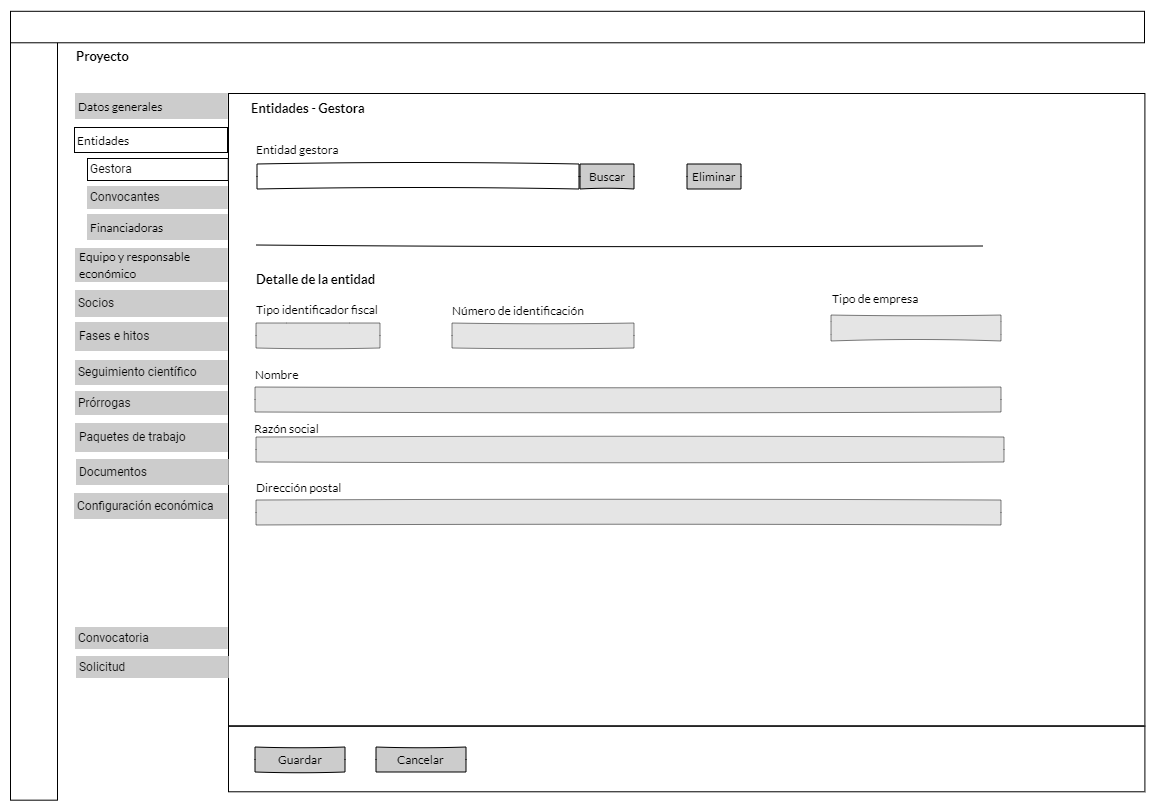 Proyecto
Datos generales
Entidades
Gestora
Convocantes
Financiadoras
Equipo y responsable
económico
Socios
Fases e hitos
Seguimiento científico
Prórrogas
Paquetes de trabajo
Documentos
Configuración económica
Convocatoria
Solicitud
Entidades - Gestora
Entidad gestora
Buscar
Eliminar
Detalle de la entidad
Tipo identificador fiscal
Número de identificación
Tipo de empresa
Nombre
Razón social
Dirección postal
Guardar
Cancelar